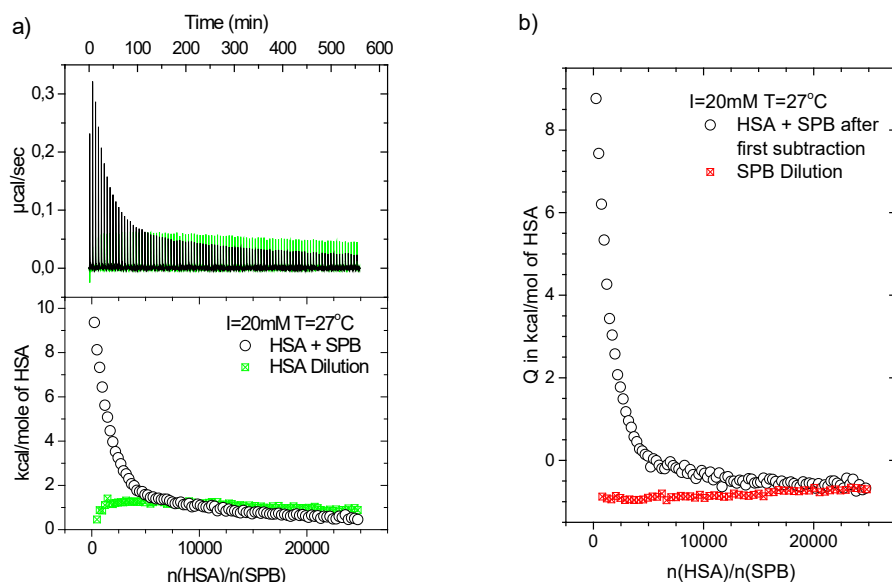 a)
Time (min)
0 100 200 300 400 500 600
0,3
0,2
0,1
0,0
µcal/sec
10
8
6
4
2
0
kcal/mole of HSA
I=20mM T=27°C
HSA + SPB
HSA Dilution
0 10000 20000
n(HSA)/n(SPB)
b)
8
6
4
2
0
Q in kcal/mol of HSA
I=20mM T=27°C
HSA + SPB after
first subtraction
SPB Dilution
0 10000 20000
n(HSA)/n(SPB)